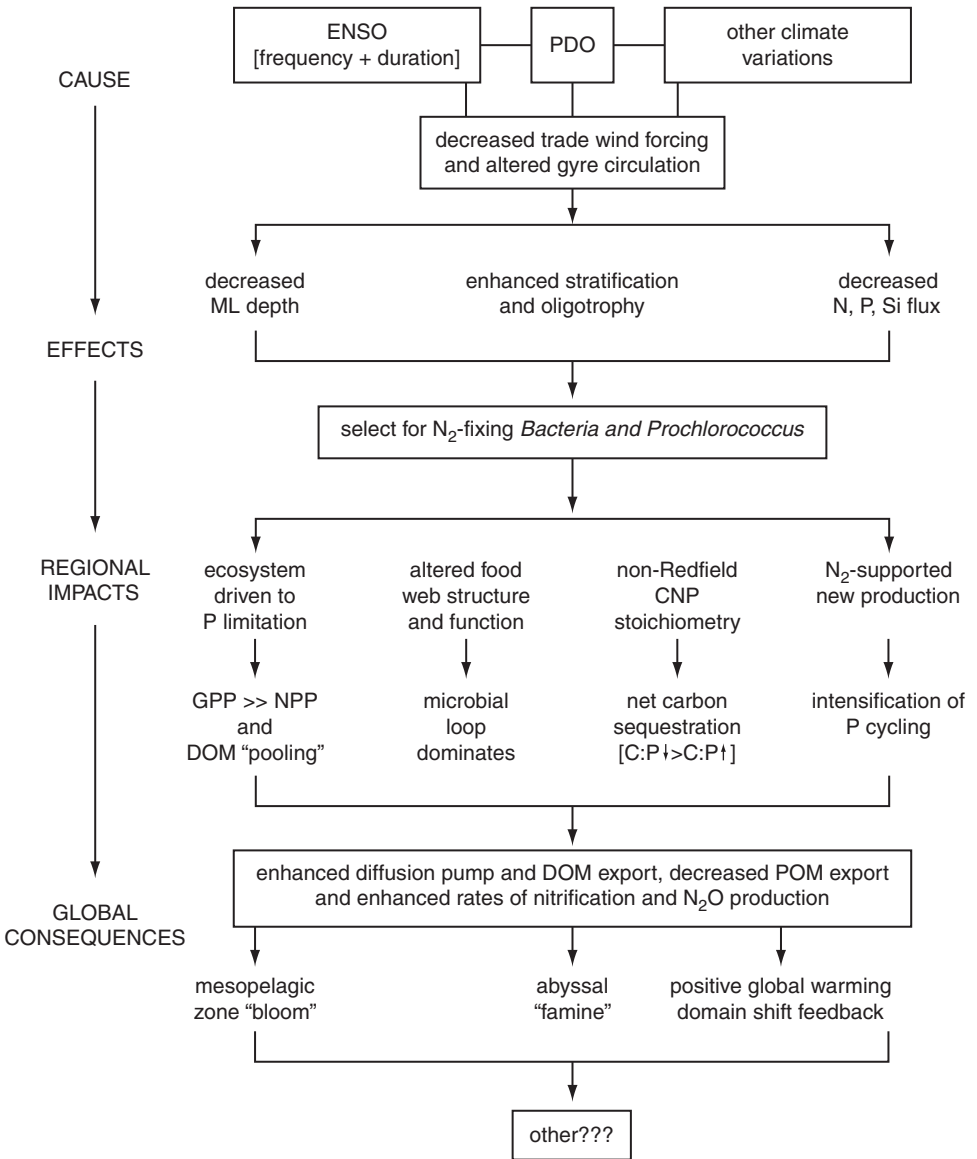 CAUSE
EFFECTS
REGIONAL
IMPACTS
GLOBAL
CONSEQUENCES
ENSO
[frequency + duration]
PDO
other climate
variations
decreased trade wind forcing
and altered gyre circulation
decreased
ML depth
enhanced stratification
and oligotrophy
decreased
N, P, Si flux
select for N₂-fixing Bacteria and Prochlorococcus
ecosystem
driven to
P limitation
altered food
web structure
and function
non-Redfield
CNP
stoichiometry
N₂-supported
new production
GPP >> NPP
and
DOM “pooling”
microbial
loop
dominates
net carbon
sequestration
[C:P↓>C:P↑]
intensification of
P cycling
enhanced diffusion pump and DOM export, decreased POM export
and enhanced rates of nitrification and N₂O production
mesopelagic
zone “bloom”
abyssal
“famine”
positive global warming
domain shift feedback
other???